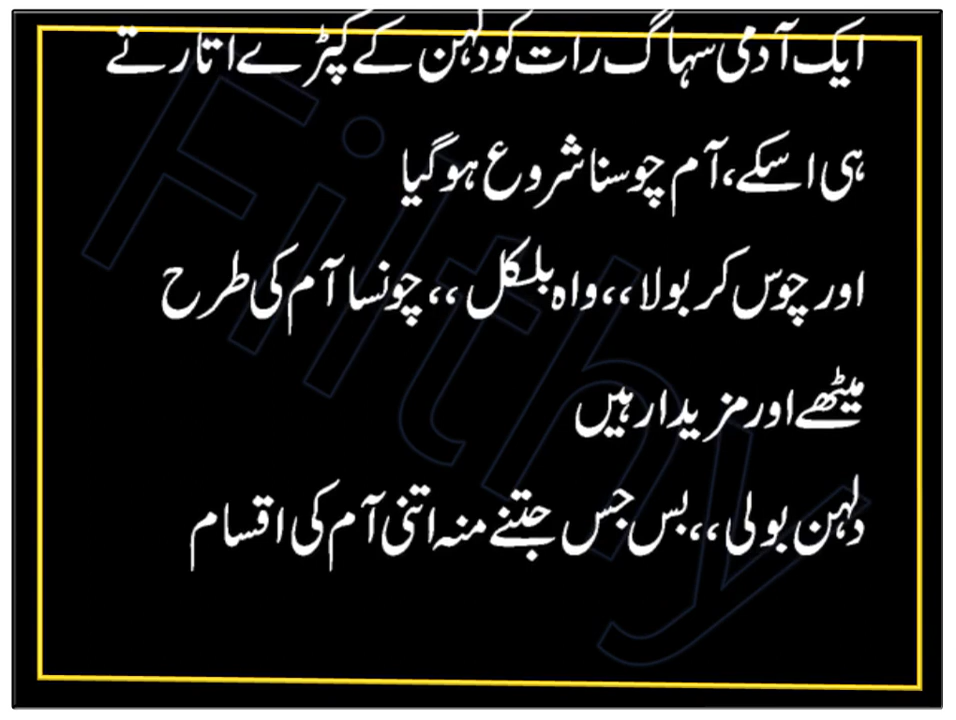 ایک آدمی سہاگ رات کو دلہن کے کپڑے اتارتے
ہی اسکے، آم چوسنا شروع ہو گیا
اور چوس کر بولا،، واہ بلکل،، چونسا آم کی طرح
میٹھے اور مزیدار ہیں
دلہن بولی،، بس جس جتنے منہ اتنی آم کی اقسام
Filthy